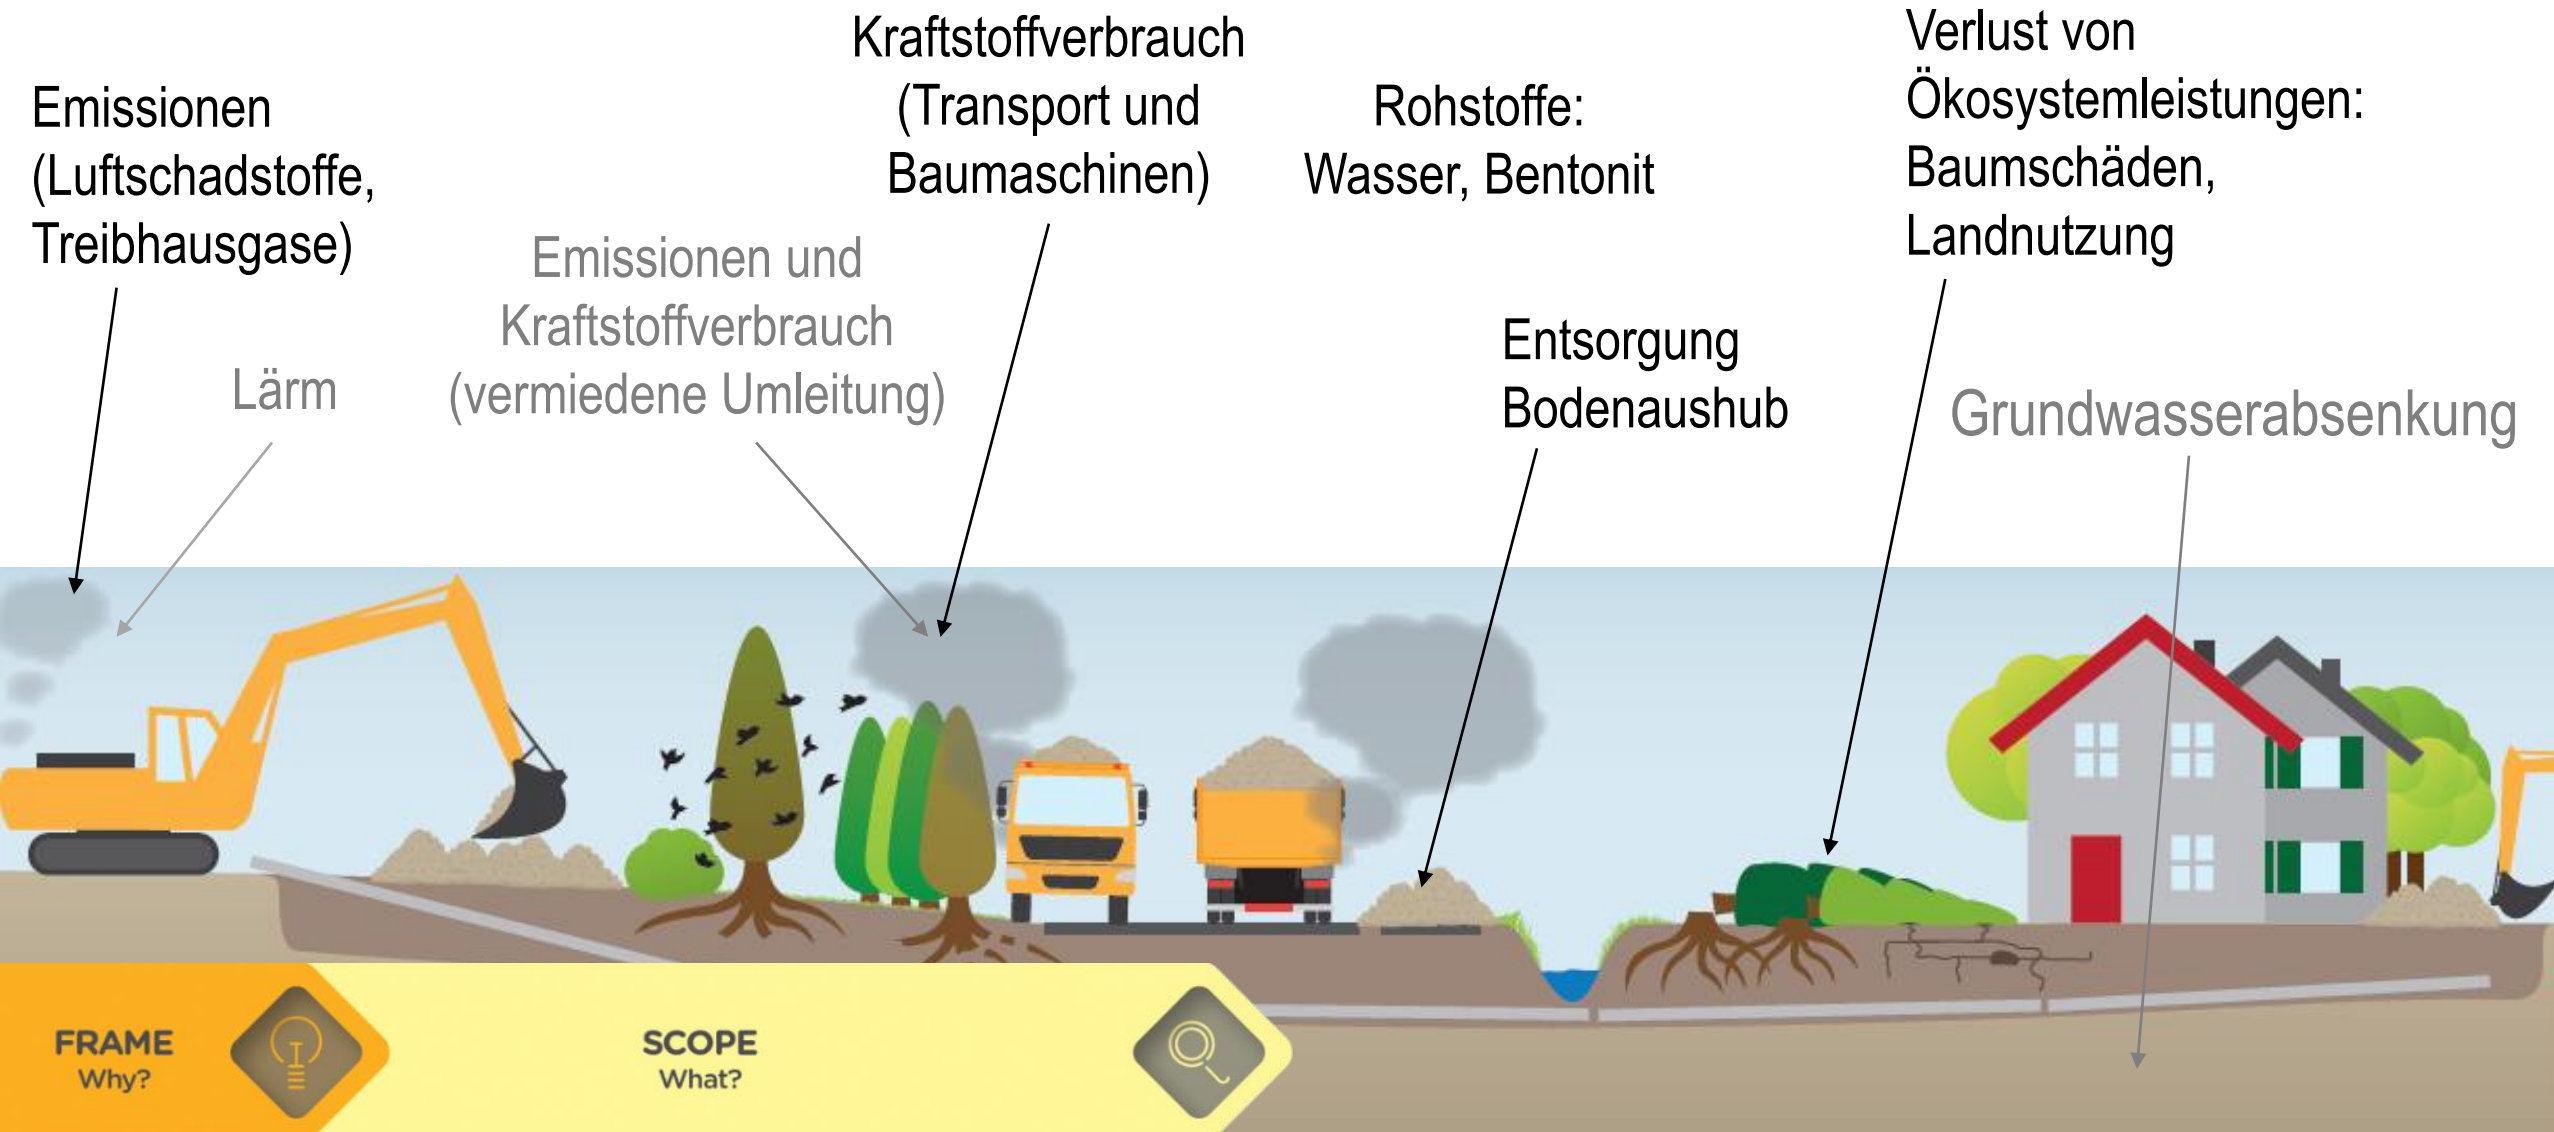 Emissionen
(Luftschadstoffe,
Treibhausgase)
Lärm
Emissionen und
Kraftstoffverbrauch
(vermiedene Umleitung)
Kraftstoffverbrauch
(Transport und
Baumaschinen)
Rohstoffe:
Wasser, Bentonit
Entsorgung
Bodenaushub
Verlust von
Ökosystemleistungen:
Baumschäden,
Landnutzung
Grundwasserabsenkung
FRAME
Why?
SCOPE
What?